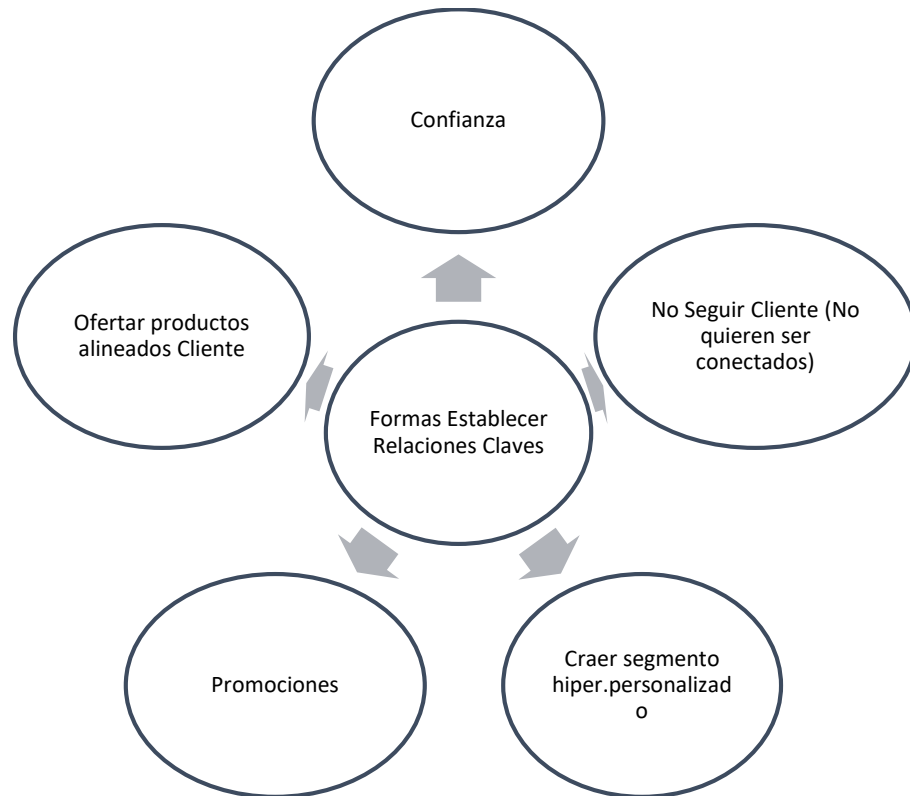 Confianza
Ofertar productos
alineados Cliente
No Seguir Cliente (No
quieren ser
conectados)
Formas Establecer
Relaciones Claves
Promociones
Craer segmento
hiper.personalizad
o